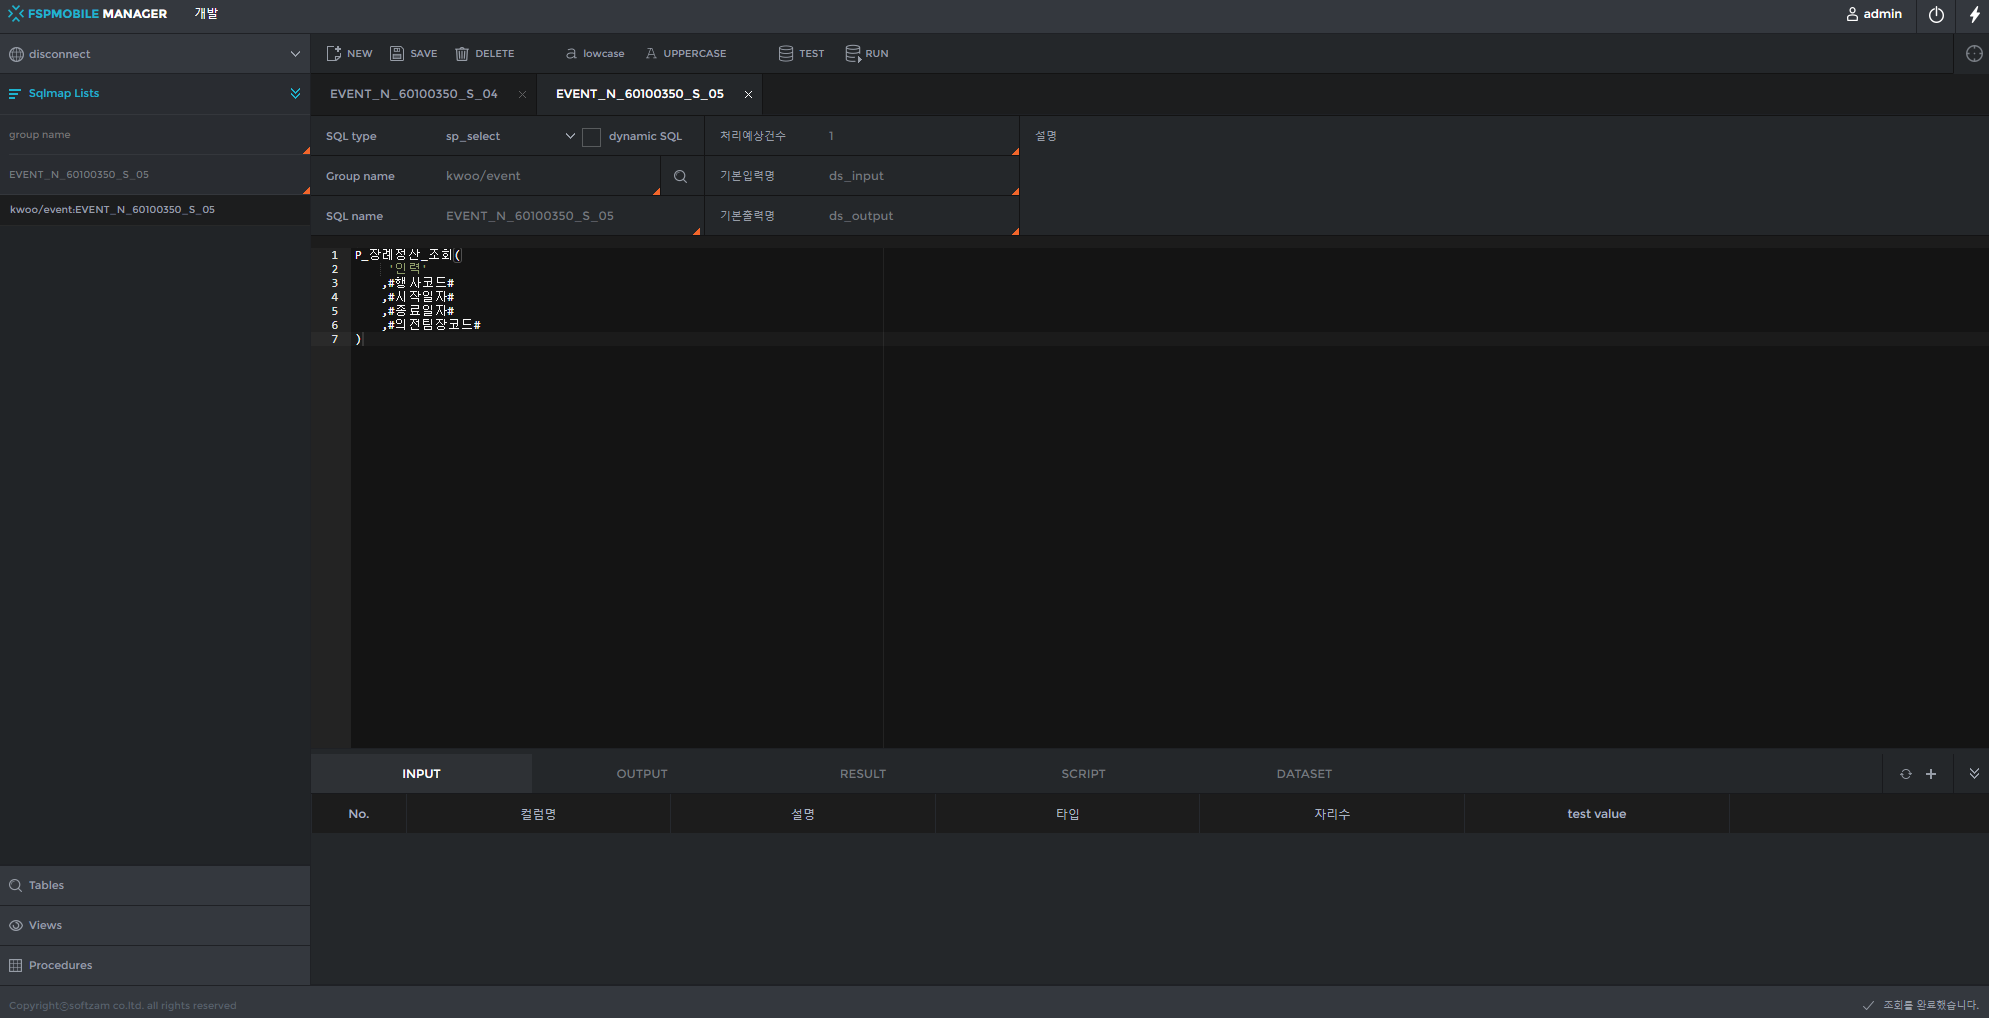 FSPMOBILE MANAGER 개발 admin
disconnect NEW SAVE DELETE a lowcase A UPPERCASE TEST RUN
Sqlmap Lists EVENT_N_60100350_S_04 EVENT_N_60100350_S_05
group name
EVENT_N_60100350_S_05
kwoo/event:EVENT_N_60100350_S_05
SQL type sp_select dynamic SQL 처리예상건수 1 설명
Group name kwoo/event 기본입력명 ds_input
SQL name EVENT_N_60100350_S_05 기본출력명 ds_output
1 P_장례정산_조회(
2 '인력'
3 ,#행사코드#
4 ,#시작일자#
5 ,#종료일자#
6 ,#의전팀장코드#
7 )
INPUT OUTPUT RESULT SCRIPT DATASET
No. 컬럼명 설명 타입 자리수 test value
Tables
Views
Procedures
Copyrightⓒsoftzam co.ltd. all rights reserved 조회를 완료했습니다.